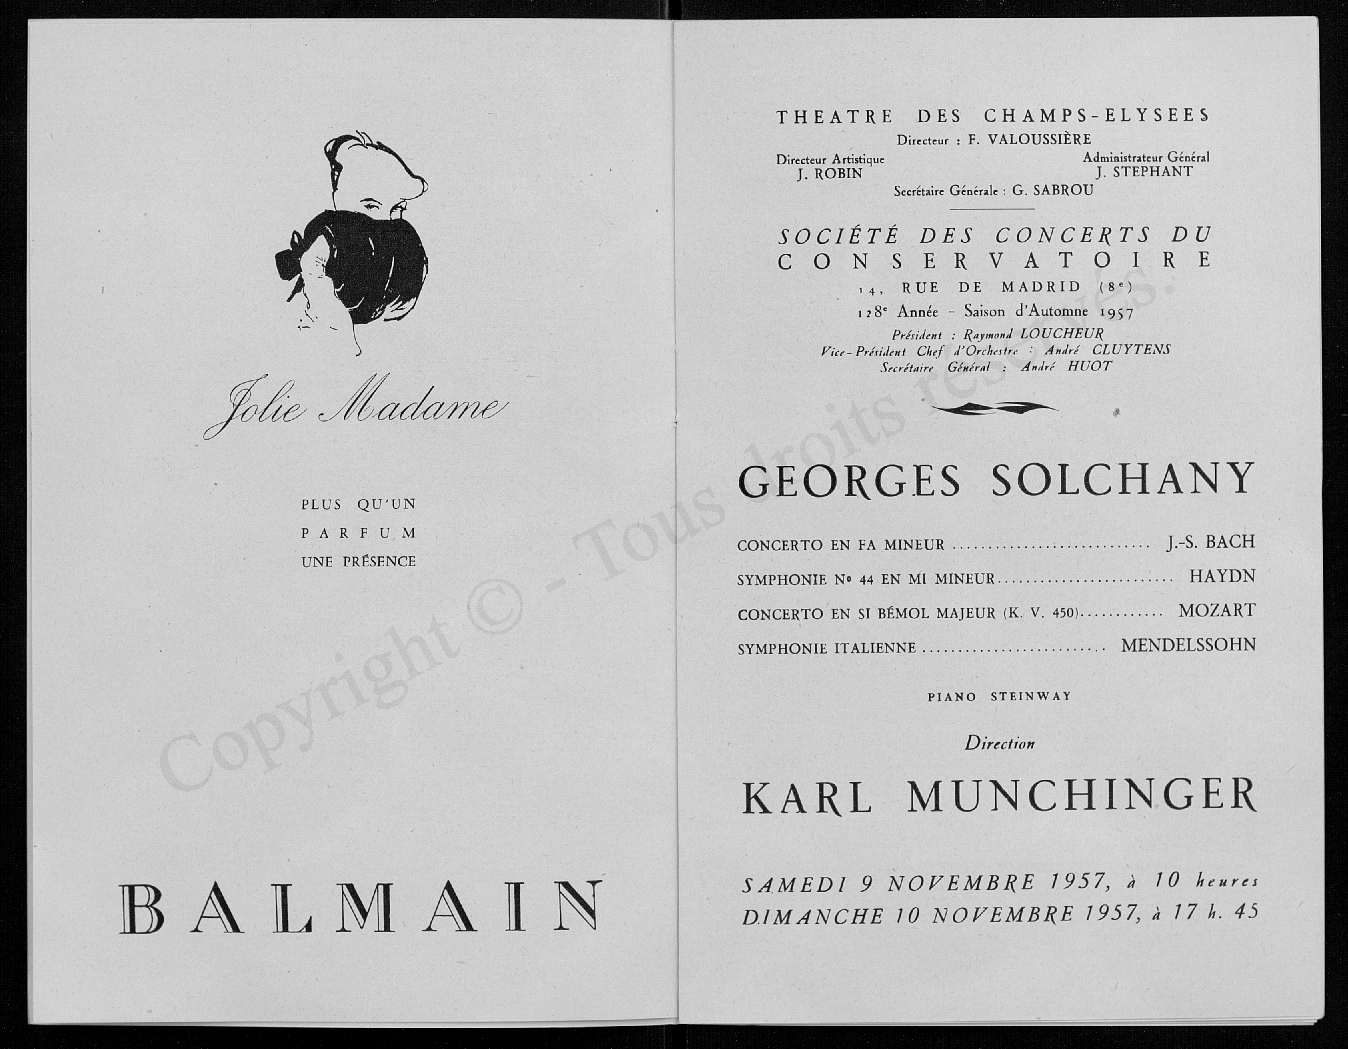 Jolie Madame
PLUS QU'UN
PARFUM
UNE PRÉSENCE
BALMAIN
THEATRE DES CHAMPS-ELYSEES
Directeur : F. VALOUSSIÈRE
Directeur Artistique
J. ROBIN
Administrateur Général
J. STEPHANT
Secrétaire Générale : G. SABROU
SOCIÉTÉ DES CONCERTS DU
CONSERVATOIRE
14, RUE DE MADRID (8e)
128e Année - Saison d'Automne 1957
Président : Raymond LOUCHEUR
Vice-Président Chef d'Orchestre : André CLUYTENS
Secrétaire Général : André HUOT
GEORGES SOLCHANY
CONCERTO EN FA MINEUR ............................ J.-S. BACH
SYMPHONIE No 44 EN MI MINEUR......................... HAYDN
CONCERTO EN SI BÉMOL MAJEUR (K. V. 450)............ MOZART
SYMPHONIE ITALIENNE .......................... MENDELSSOHN
PIANO STEINWAY
Direction
KARL MUNCHINGER
SAMEDI 9 NOVEMBRE 1957, à 10 heures
DIMANCHE 10 NOVEMBRE 1957, à 17 h. 45
Copyright © - Tous droits réservés.